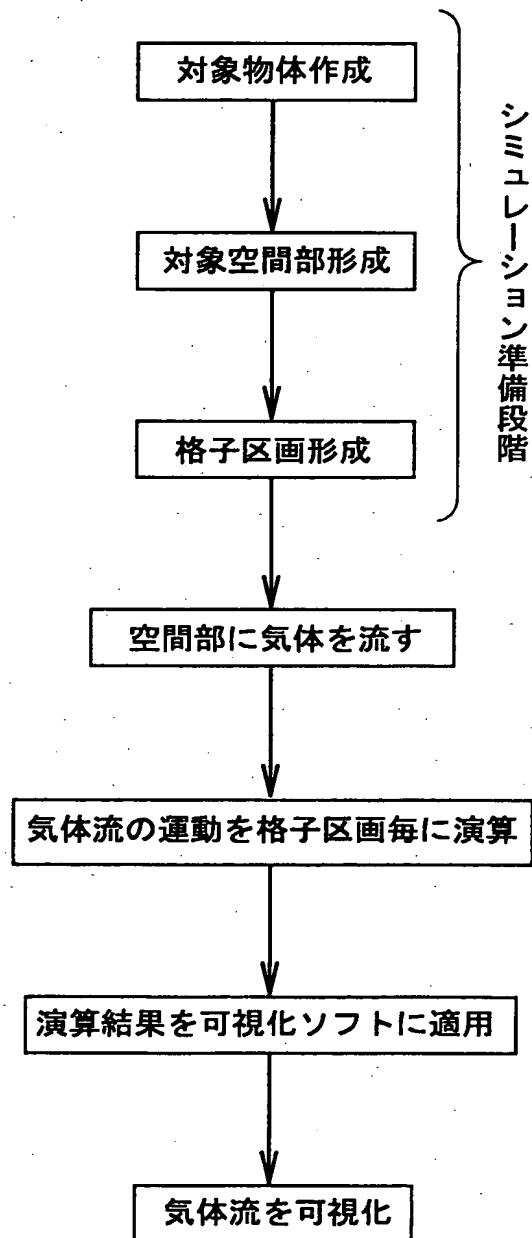 対象物体作成
対象空間部形成
格子区画形成
シミュレーション準備段階
空間部に気体を流す
気体流の運動を格子区画毎に演算
演算結果を可視化ソフトに適用
気体流を可視化